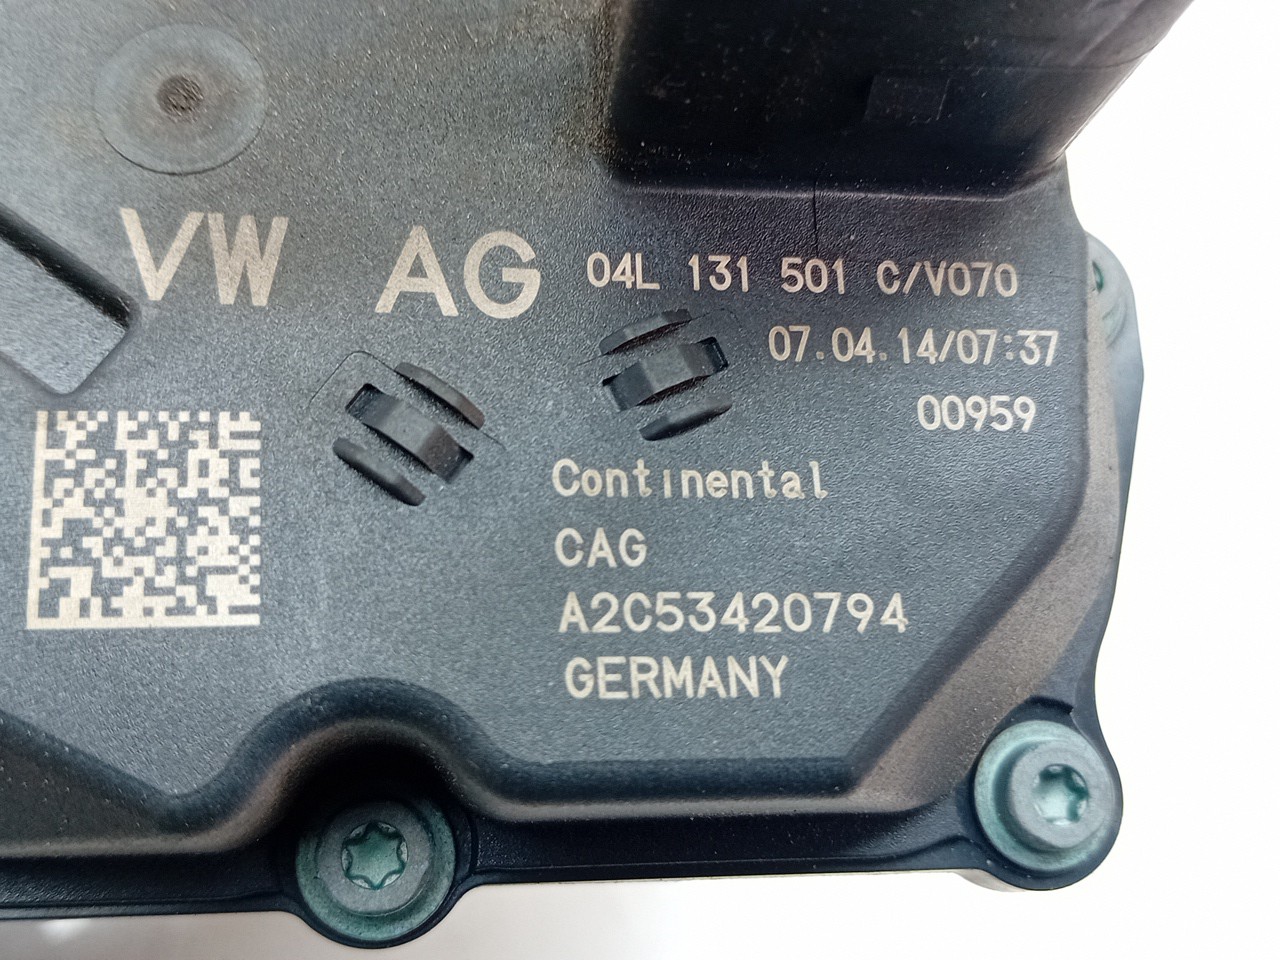 VW AG 04L 131 501 C/V070
07.04.14/07:37
00959
Continental
CAG
A2C53420794
GERMANY